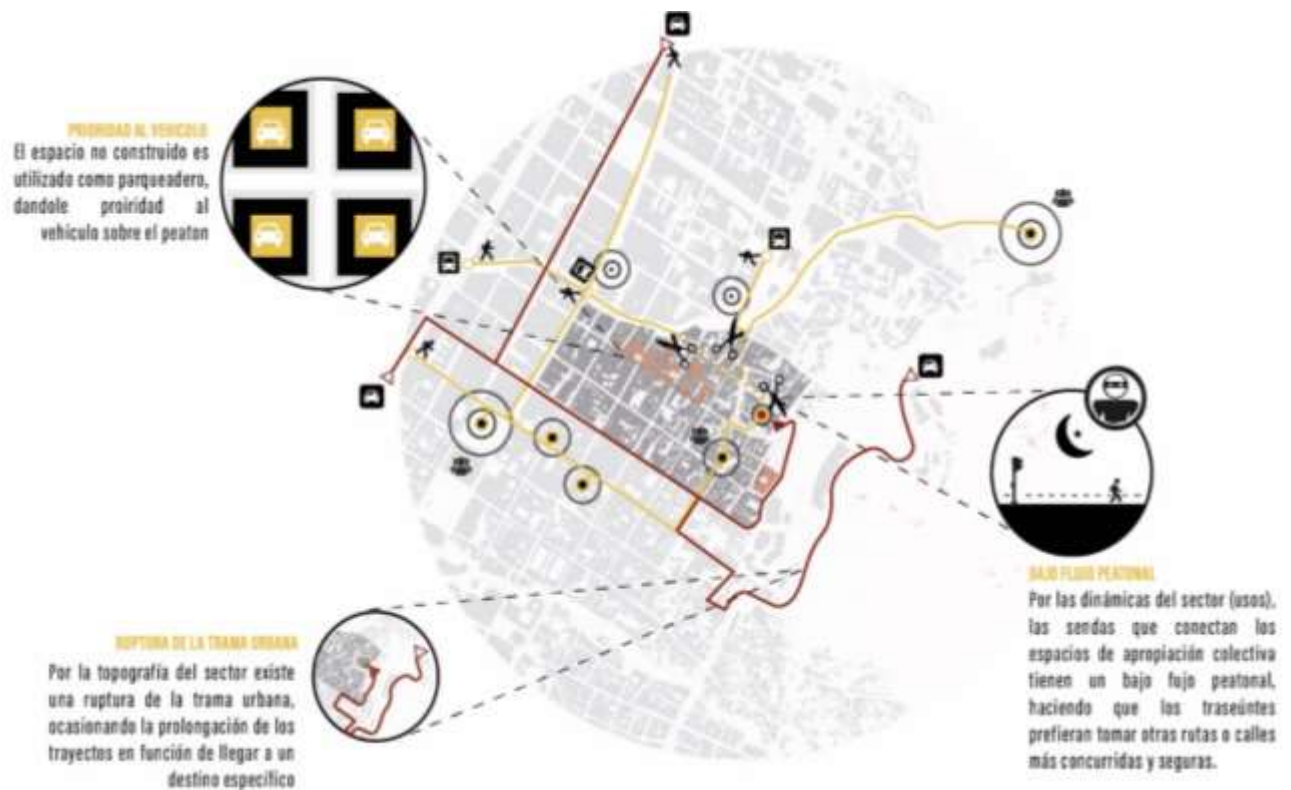 PRIORIDAD AL VEHICULO
El espacio no construido es
utilizado como parqueadero,
dandole proiridad al
vehiculo sobre el peaton
BAJO FLUJO PEATONAL
Por las dinámicas del sector (usos),
las sendas que conectan los
espacios de apropiación colectiva
tienen un bajo fujo peatonal,
haciendo que los traseúntes
prefieran tomar otras rutas o calles
más concurridas y seguras.
RUPTURA DE LA TRAMA URBANA
Por la topografía del sector existe
una ruptura de la trama urbana,
ocasionando la prolongación de los
trayectos en función de llegar a un
destino específico